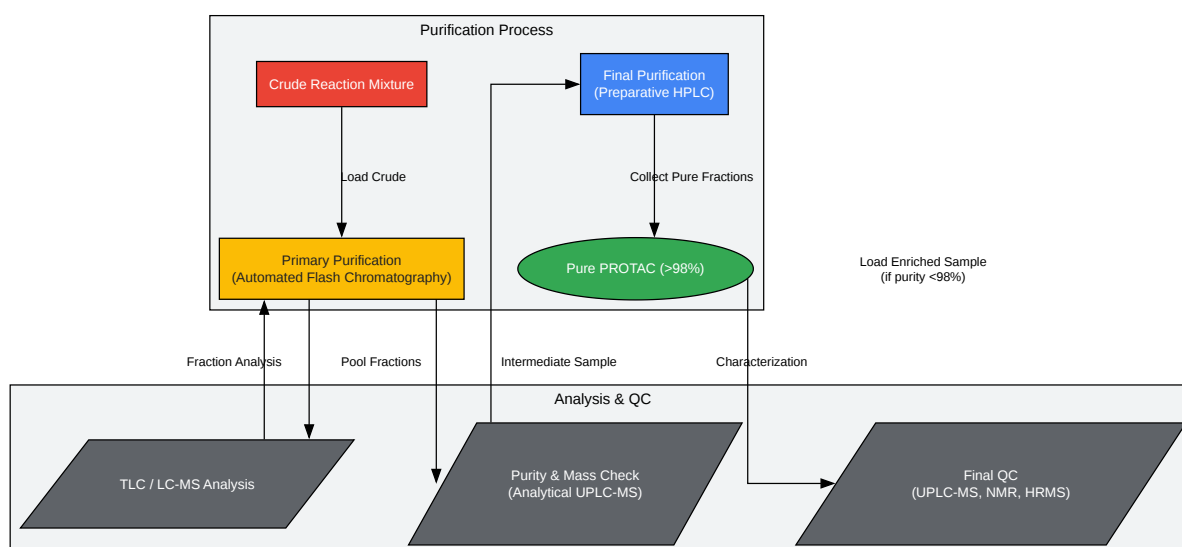 Purification Process
Crude Reaction Mixture
Final Purification
(Preparative HPLC)
Load Crude
Collect Pure Fractions
Primary Purification
(Automated Flash Chromatography)
Pure PROTAC (>98%)
Load Enriched Sample
(if purity <98%)
Fraction Analysis
Pool Fractions
Intermediate Sample
Characterization
Analysis & QC
TLC / LC-MS Analysis
Purity & Mass Check
(Analytical UPLC-MS)
Final QC
(UPLC-MS, NMR, HRMS)